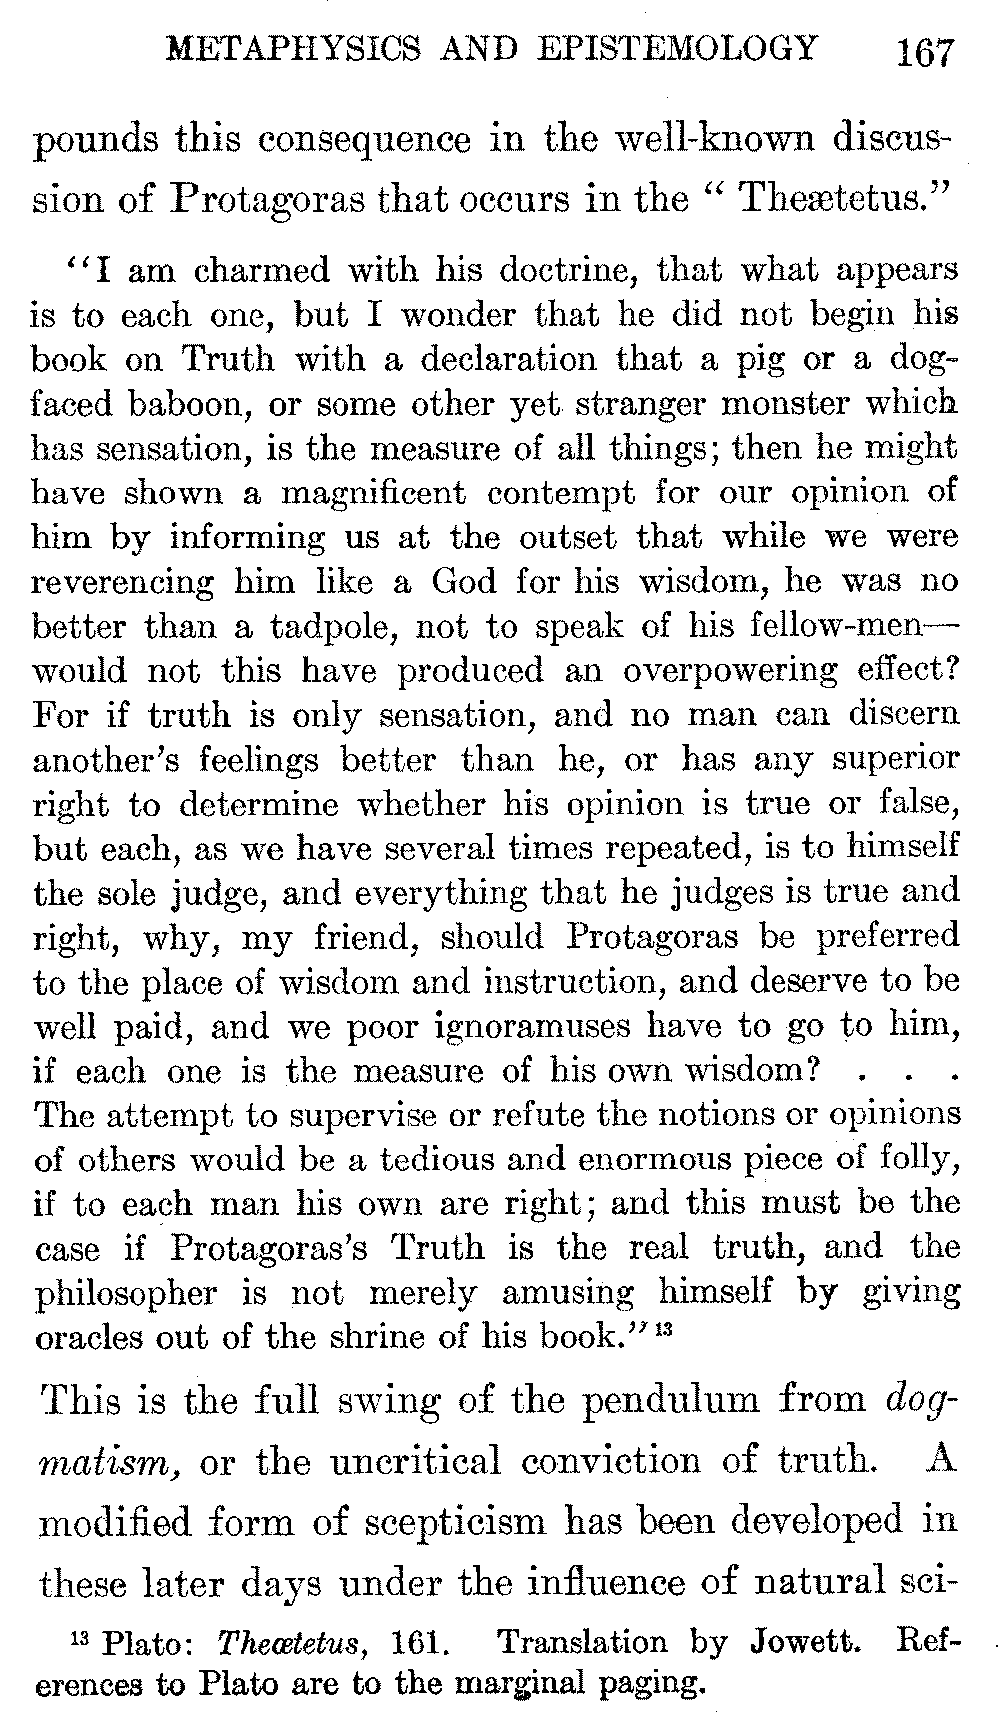 METAPHYSICS AND EPISTEMOLOGY 167
pounds this consequence in the well-known discus-
sion of Protagoras that occurs in the “ Theætetus.”
“I am charmed with his doctrine, that what appears
is to each one, but I wonder that he did not begin his
book on Truth with a declaration that a pig or a dog-
faced baboon, or some other yet stranger monster which
has sensation, is the measure of all things; then he might
have shown a magnificent contempt for our opinion of
him by informing us at the outset that while we were
reverencing him like a God for his wisdom, he was no
better than a tadpole, not to speak of his fellow-men—
would not this have produced an overpowering effect?
For if truth is only sensation, and no man can discern
another’s feelings better than he, or has any superior
right to determine whether his opinion is true or false,
but each, as we have several times repeated, is to himself
the sole judge, and everything that he judges is true and
right, why, my friend, should Protagoras be preferred
to the place of wisdom and instruction, and deserve to be
well paid, and we poor ignoramuses have to go to him,
if each one is the measure of his own wisdom? . . .
The attempt to supervise or refute the notions or opinions
of others would be a tedious and enormous piece of folly,
if to each man his own are right; and this must be the
case if Protagoras’s Truth is the real truth, and the
philosopher is not merely amusing himself by giving
oracles out of the shrine of his book.” 13
This is the full swing of the pendulum from dog-
matism, or the uncritical conviction of truth. A
modified form of scepticism has been developed in
these later days under the influence of natural sci-
13 Plato: Theætetus, 161. Translation by Jowett. Ref-
erences to Plato are to the marginal paging.